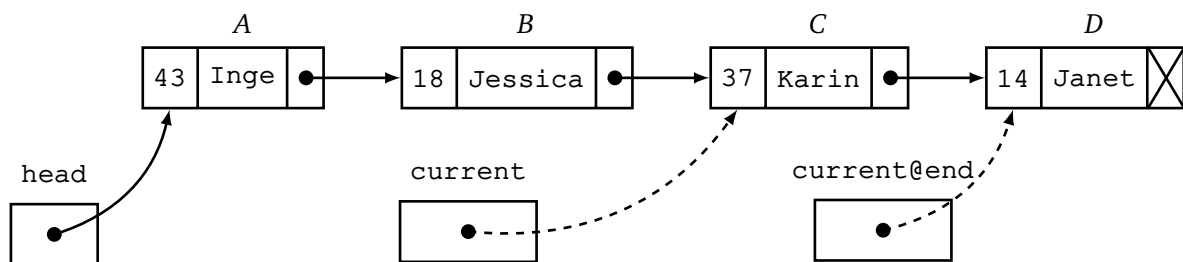 A B C D
43 Inge 18 Jessica 37 Karin 14 Janet
head current current@end